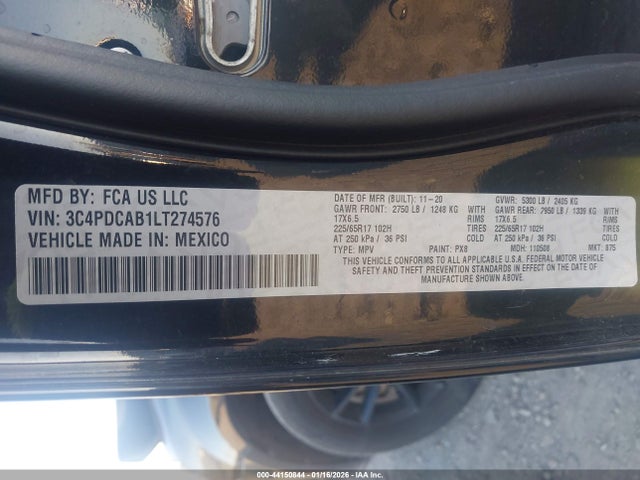 MFD BY: FCA US LLC
VIN: 3C4PDCAB1LT274576
VEHICLE MADE IN: MEXICO
DATE OF MFR (BUILT): 11-20
GVWR: 5300 LB / 2405 KG
GAWR FRONT: 2750 LB / 1248 KG WITH
GAWR REAR: 2950 LB / 1339 KG WITH
17X6.5 RIMS
17X6.5 RIMS
225/65R17 102H TIRES
225/65R17 102H TIRES
AT 250 kPa / 36 PSI COLD
AT 250 kPa / 36 PSI COLD
TYPE: MPV PAINT: PX8 MDH: 110508 MKT: 875
THIS VEHICLE CONFORMS TO ALL APPLICABLE U.S.A. FEDERAL MOTOR VEHICLE
SAFETY AND THEFT PREVENTION STANDARDS IN EFFECT ON THE DATE OF
MANUFACTURE SHOWN ABOVE.
000-44150844 - 01/16/2026 - IAAI.COM